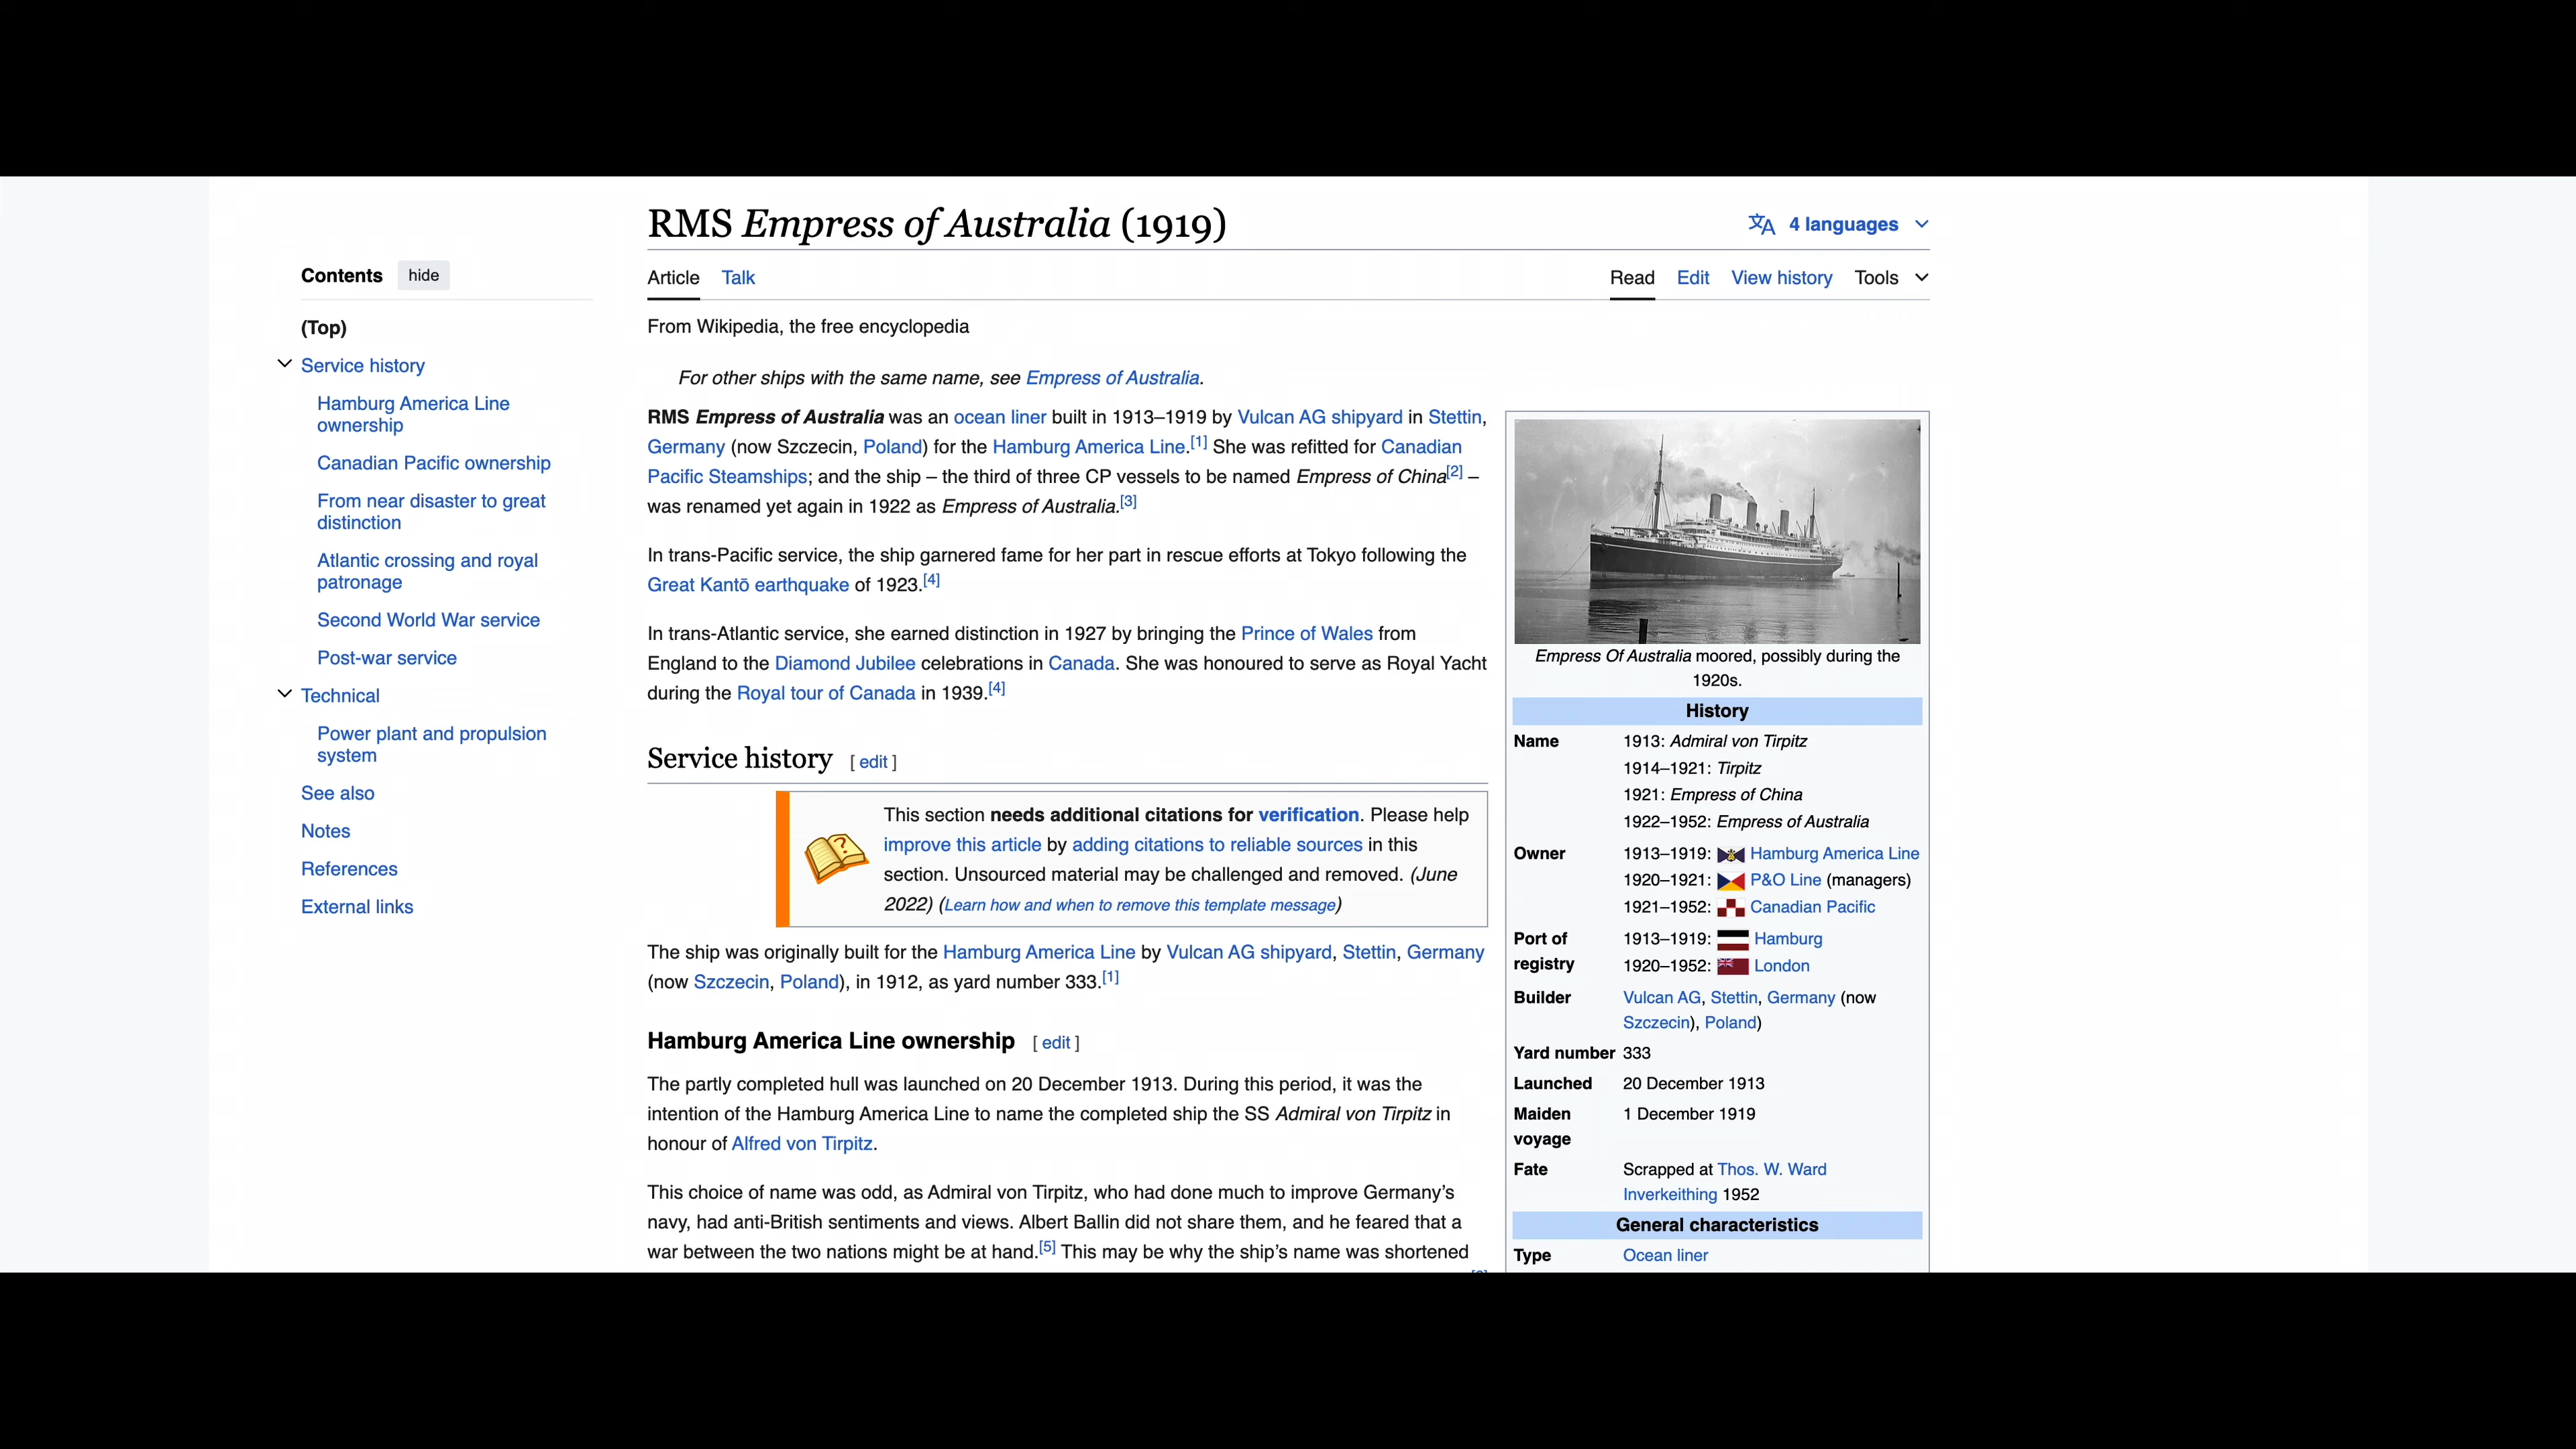 RMS Empress of Australia (1919)
4 languages
Contents hide
Article Talk
Read Edit View history Tools
(Top)
Service history
Hamburg America Line
ownership
Canadian Pacific ownership
From near disaster to great
distinction
Atlantic crossing and royal
patronage
Second World War service
Post-war service
Technical
Power plant and propulsion
system
See also
Notes
References
External links
From Wikipedia, the free encyclopedia
For other ships with the same name, see Empress of Australia.
RMS Empress of Australia was an ocean liner built in 1913–1919 by Vulcan AG shipyard in Stettin,
Germany (now Szczecin, Poland) for the Hamburg America Line.[1] She was refitted for Canadian
Pacific Steamships; and the ship – the third of three CP vessels to be named Empress of China[2] –
was renamed yet again in 1922 as Empress of Australia.[3]
In trans-Pacific service, the ship garnered fame for her part in rescue efforts at Tokyo following the
Great Kantō earthquake of 1923.[4]
In trans-Atlantic service, she earned distinction in 1927 by bringing the Prince of Wales from
England to the Diamond Jubilee celebrations in Canada. She was honoured to serve as Royal Yacht
during the Royal tour of Canada in 1939.[4]
Service history [ edit ]
This section needs additional citations for verification. Please help
improve this article by adding citations to reliable sources in this
section. Unsourced material may be challenged and removed. (June
2022) (Learn how and when to remove this template message)
The ship was originally built for the Hamburg America Line by Vulcan AG shipyard, Stettin, Germany
(now Szczecin, Poland), in 1912, as yard number 333.[1]
Hamburg America Line ownership [ edit ]
The partly completed hull was launched on 20 December 1913. During this period, it was the
intention of the Hamburg America Line to name the completed ship the SS Admiral von Tirpitz in
honour of Alfred von Tirpitz.
This choice of name was odd, as Admiral von Tirpitz, who had done much to improve Germany's
navy, had anti-British sentiments and views. Albert Ballin did not share them, and he feared that a
war between the two nations might be at hand.[5] This may be why the ship's name was shortened
Empress Of Australia moored, possibly during the
1920s.
History
Name 1913: Admiral von Tirpitz
1914–1921: Tirpitz
1921: Empress of China
1922–1952: Empress of Australia
Owner 1913–1919: Hamburg America Line
1920–1921: P&O Line (managers)
1921–1952: Canadian Pacific
Port of registry 1913–1919: Hamburg
1920–1952: London
Builder Vulcan AG, Stettin, Germany (now
Szczecin), Poland)
Yard number 333
Launched 20 December 1913
Maiden voyage 1 December 1919
Fate Scrapped at Thos. W. Ward
Inverkeithing 1952
General characteristics
Type Ocean liner